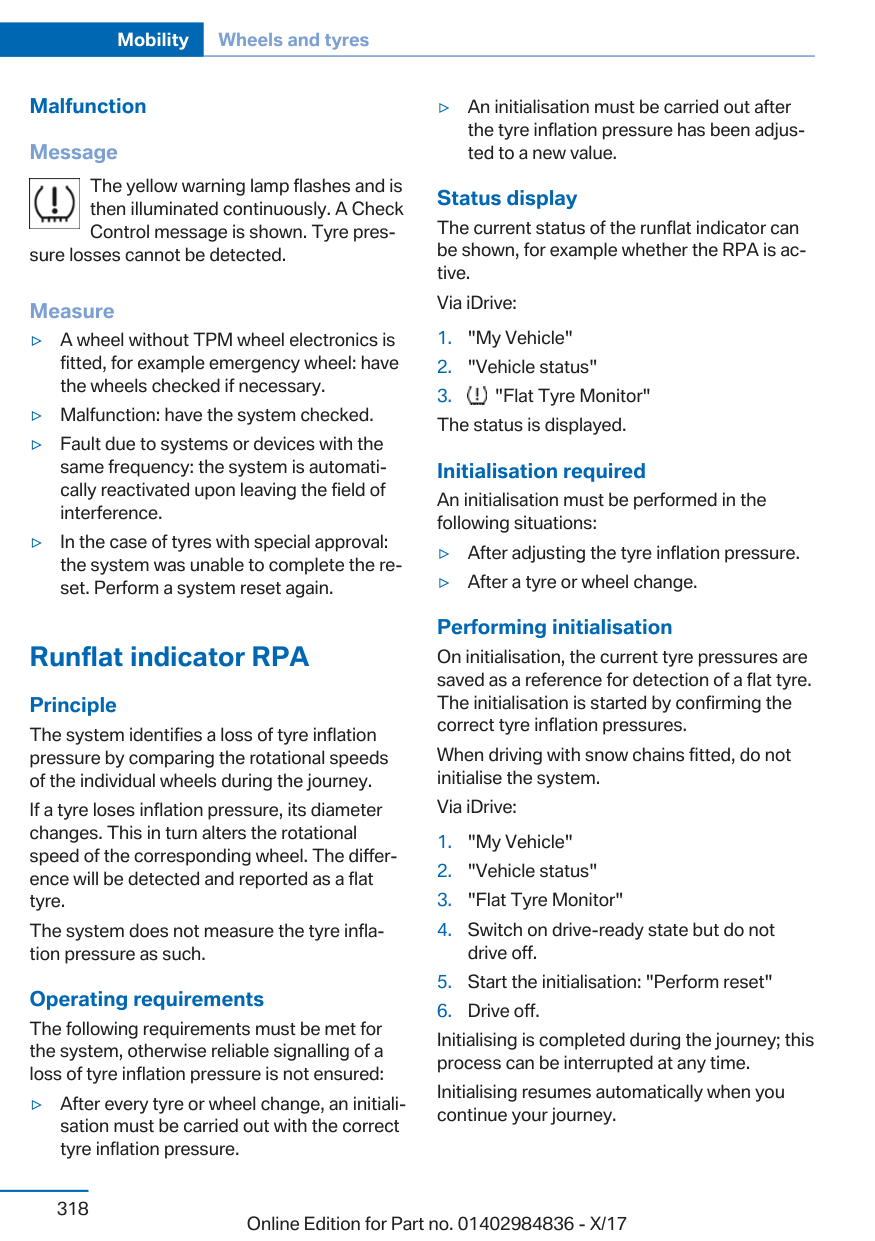 Mobility Wheels and tyres
Malfunction
Message
The yellow warning lamp flashes and is
then illuminated continuously. A Check
Control message is shown. Tyre pres-
sure losses cannot be detected.
Measure
▷ A wheel without TPM wheel electronics is
fitted, for example emergency wheel: have
the wheels checked if necessary.
▷ Malfunction: have the system checked.
▷ Fault due to systems or devices with the
same frequency: the system is automati-
cally reactivated upon leaving the field of
interference.
▷ In the case of tyres with special approval:
the system was unable to complete the re-
set. Perform a system reset again.
Runflat indicator RPA
Principle
The system identifies a loss of tyre inflation
pressure by comparing the rotational speeds
of the individual wheels during the journey.
If a tyre loses inflation pressure, its diameter
changes. This in turn alters the rotational
speed of the corresponding wheel. The differ-
ence will be detected and reported as a flat
tyre.
The system does not measure the tyre infla-
tion pressure as such.
Operating requirements
The following requirements must be met for
the system, otherwise reliable signalling of a
loss of tyre inflation pressure is not ensured:
▷ After every tyre or wheel change, an initiali-
sation must be carried out with the correct
tyre inflation pressure.
▷ An initialisation must be carried out after
the tyre inflation pressure has been adjus-
ted to a new value.
Status display
The current status of the runflat indicator can
be shown, for example whether the RPA is ac-
tive.
Via iDrive:
1. "My Vehicle"
2. "Vehicle status"
3. "Flat Tyre Monitor"
The status is displayed.
Initialisation required
An initialisation must be performed in the
following situations:
▷ After adjusting the tyre inflation pressure.
▷ After a tyre or wheel change.
Performing initialisation
On initialisation, the current tyre pressures are
saved as a reference for detection of a flat tyre.
The initialisation is started by confirming the
correct tyre inflation pressures.
When driving with snow chains fitted, do not
initialise the system.
Via iDrive:
1. "My Vehicle"
2. "Vehicle status"
3. "Flat Tyre Monitor"
4. Switch on drive-ready state but do not
drive off.
5. Start the initialisation: "Perform reset"
6. Drive off.
Initialising is completed during the journey; this
process can be interrupted at any time.
Initialising resumes automatically when you
continue your journey.
318
Online Edition for Part no. 01402984836 - X/17